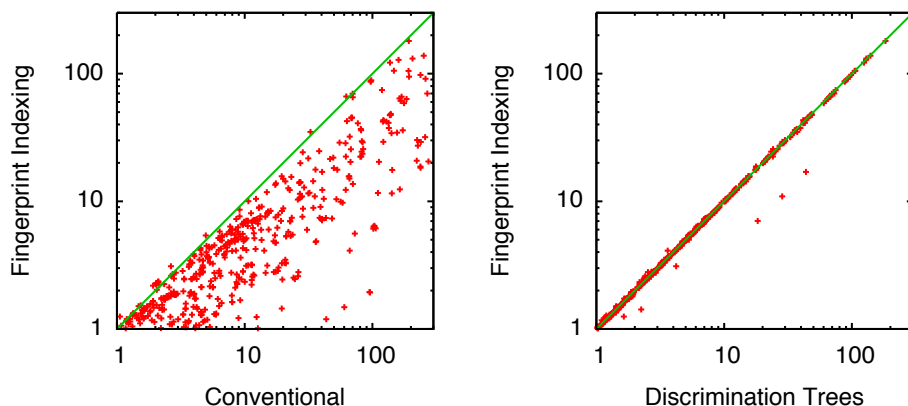 Fingerprint Indexing
100
10
1
1 10 100
Conventional
Fingerprint Indexing
100
10
1
1 10 100
Discrimination Trees